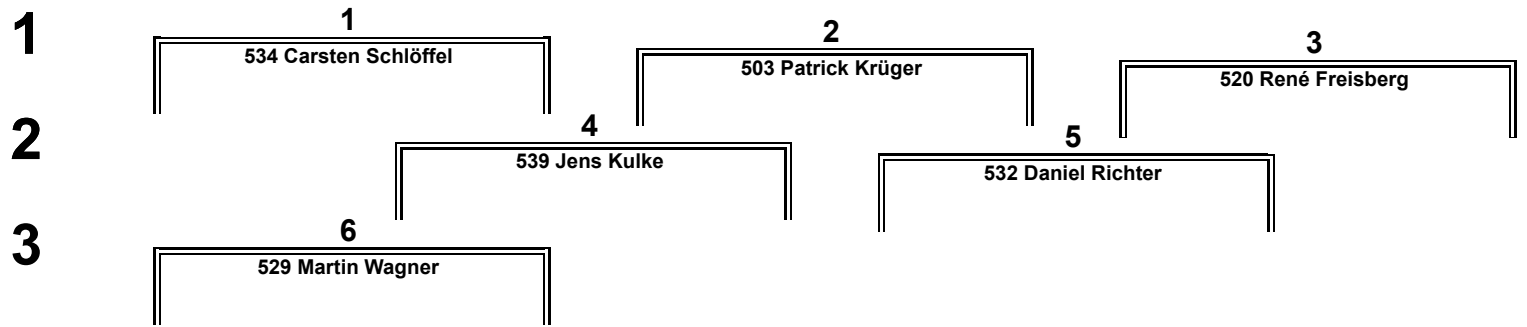 1
1
534 Carsten Schlöffel
2
503 Patrick Krüger
3
520 René Freisberg
2
4
539 Jens Kulke
5
532 Daniel Richter
3
6
529 Martin Wagner